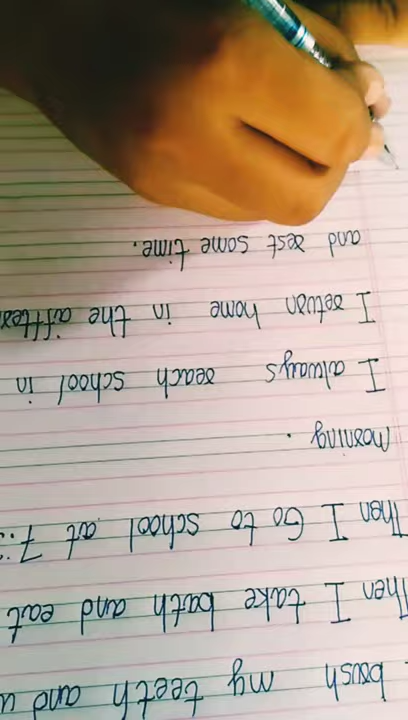 brush my teeth and
Then I take bath and eat
Then I Go to school at 7:
morning .
I always reach school in
I return home in the
and rest some time.